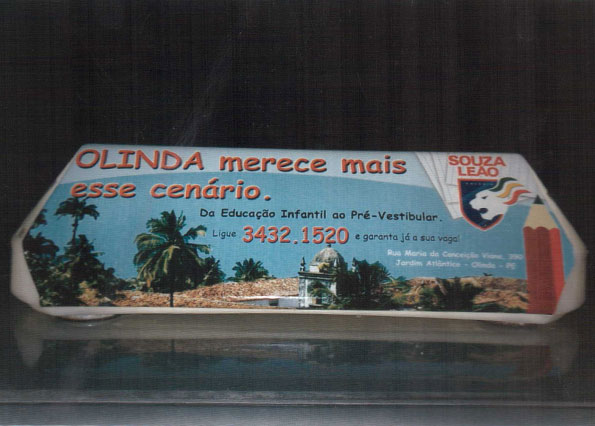 OLINDA merece mais
esse cenário.
SOUZA
LEÃO
Da Educação Infantil ao Pré-Vestibular.
Ligue 3432.1520 e garanta já a sua vaga!
Rua Maria da Conceição Viana, 390
Jardim Atlântico - Olinda - PE